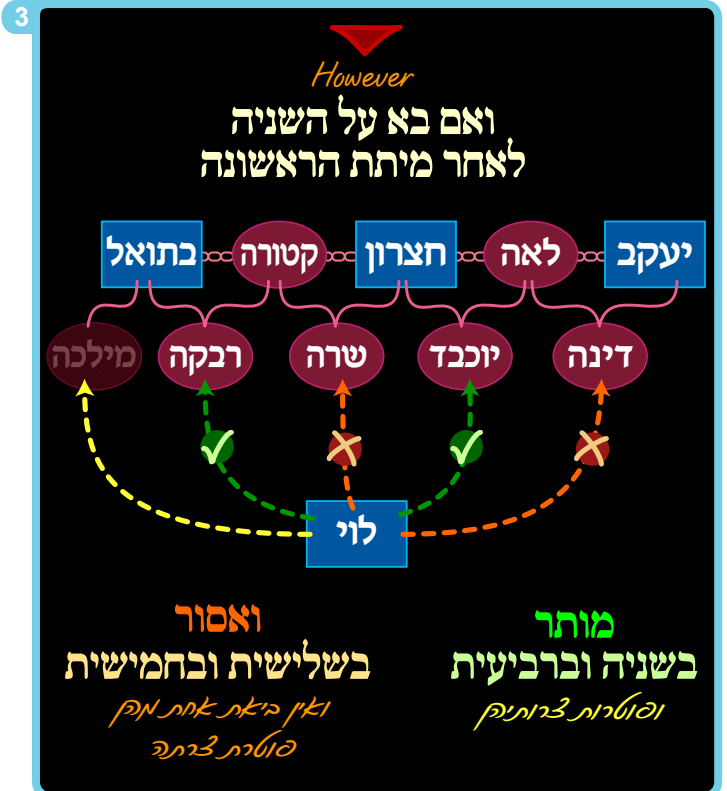 3
However
ואם בא על השניה
לאחר מיתת הראשונה
יעקב לאה חצרון קטורה בתואל
דינה יוכבד שרה רבקה מילכה
לוי
מותר
בשניה וברביעית
ופוטרות צרותיהן
ואסור
בשלישית ובחמישית
ואין ביאת אחת מהן
פוטרת צרתה